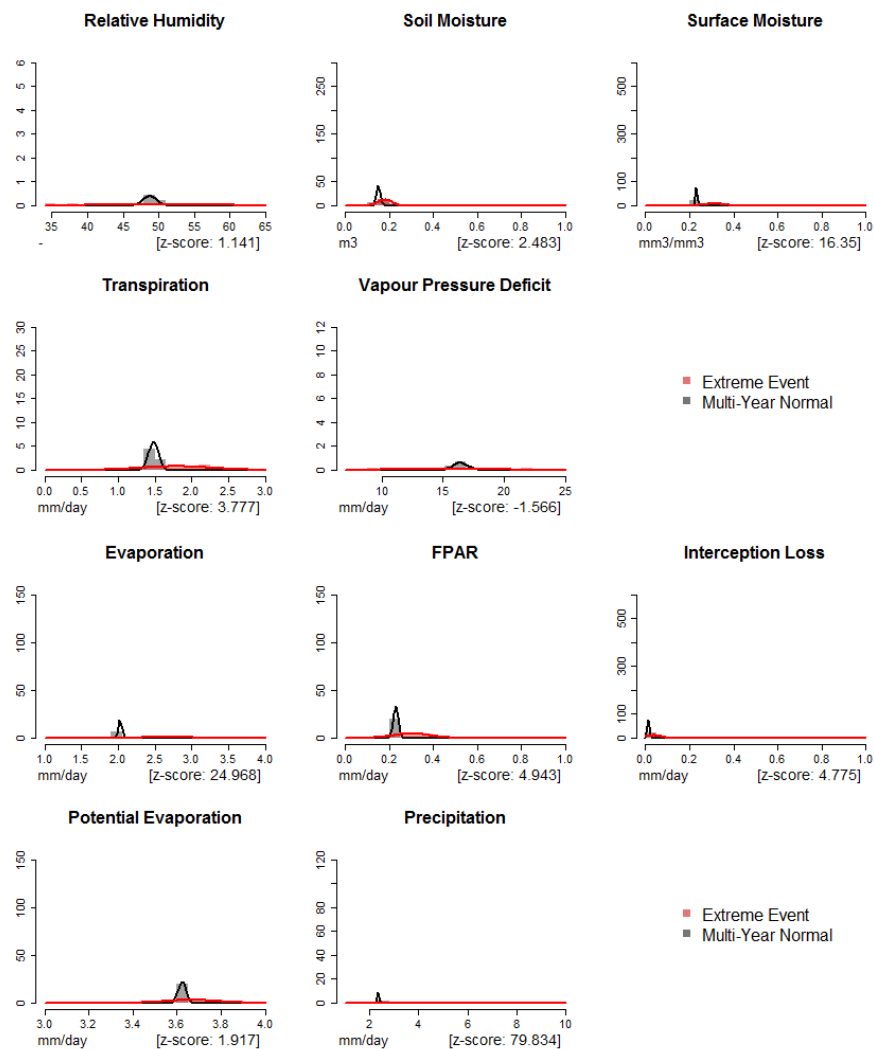 Relative Humidity Soil Moisture Surface Moisture
0 1 2 3 4 5 6
35 40 45 50 55 60 65
- [z-score: 1.141]
0 50 150 250
0.0 0.2 0.4 0.6 0.8 1.0
m3 [z-score: 2.483]
0 100 300 500
0.0 0.2 0.4 0.6 0.8 1.0
mm3/mm3 [z-score: 16.35]
Transpiration Vapour Pressure Deficit
0 5 10 15 20 25 30
0.0 0.5 1.0 1.5 2.0 2.5 3.0
mm/day [z-score: 3.777]
0 2 4 6 8 10 12
10 15 20 25
mm/day [z-score: -1.566]
Extreme Event
Multi-Year Normal
Evaporation FPAR Interception Loss
0 50 100 150
1.0 1.5 2.0 2.5 3.0 3.5 4.0
mm/day [z-score: 24.968]
0 50 100 150
0.0 0.2 0.4 0.6 0.8 1.0
mm/day [z-score: 4.943]
0 100 300 500
0.0 0.2 0.4 0.6 0.8 1.0
mm/day [z-score: 4.775]
Potential Evaporation Precipitation
0 50 100 150
3.0 3.2 3.4 3.6 3.8 4.0
mm/day [z-score: 1.917]
0 20 40 60 80 120
2 4 6 8 10
mm/day [z-score: 79.834]
Extreme Event
Multi-Year Normal